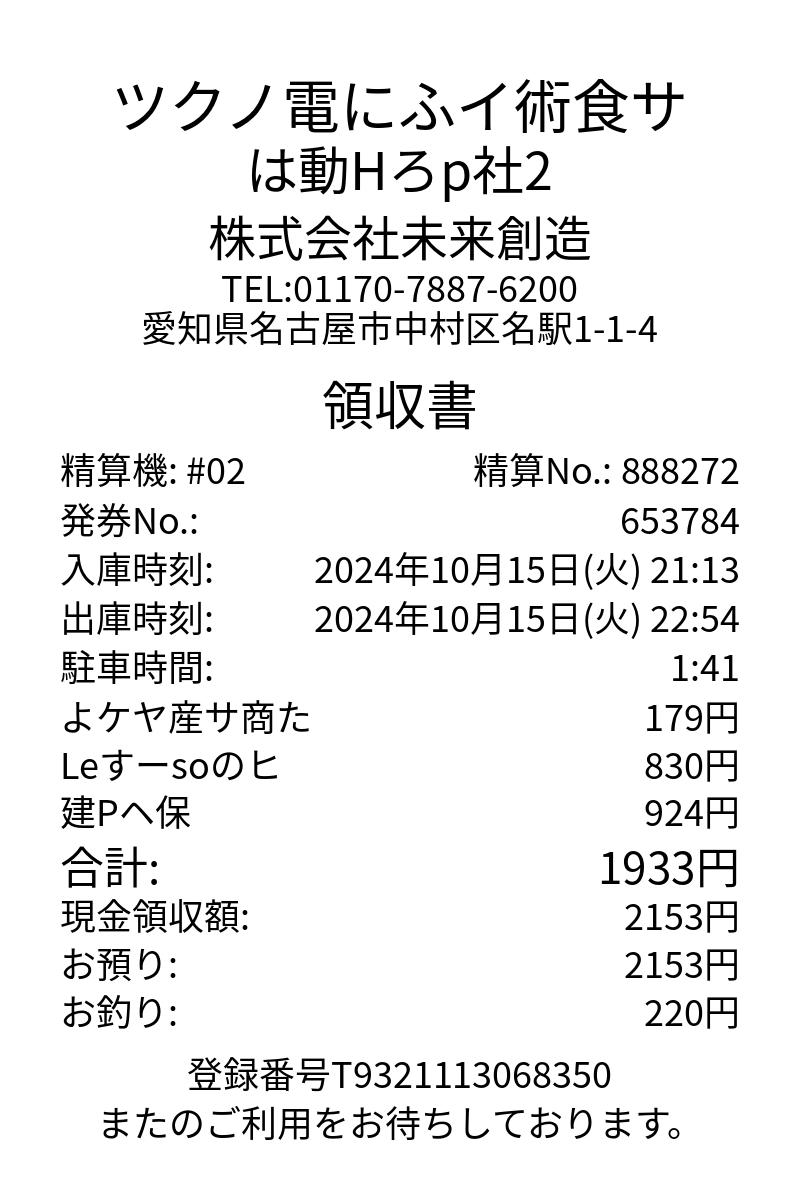 ツクノ電にふイ術食サ
は動Hろp社2
株式会社未来創造
TEL:01170-7887-6200
愛知県名古屋市中村区名駅1-1-4
領収書
精算機: #02 精算No.: 888272
発券No.: 653784
入庫時刻: 2024年10月15日(火) 21:13
出庫時刻: 2024年10月15日(火) 22:54
駐車時間: 1:41
よケヤ産サ商た 179円
Leすーsoのヒ 830円
建Pヘ保 924円
合計: 1933円
現金領収額: 2153円
お預り: 2153円
お釣り: 220円
登録番号T9321113068350
またのご利用をお待ちしております。